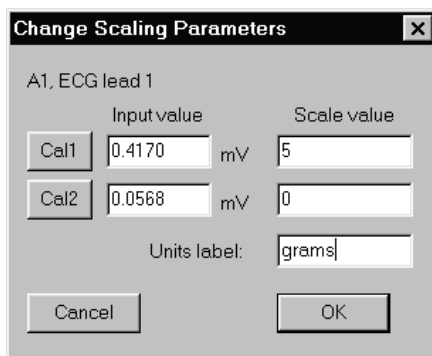 Change Scaling Parameters
A1, ECG lead 1
Input value Scale value
Cal1 0.4170 mV 5
Cal2 0.0568 mV 0
Units label: grams
Cancel OK